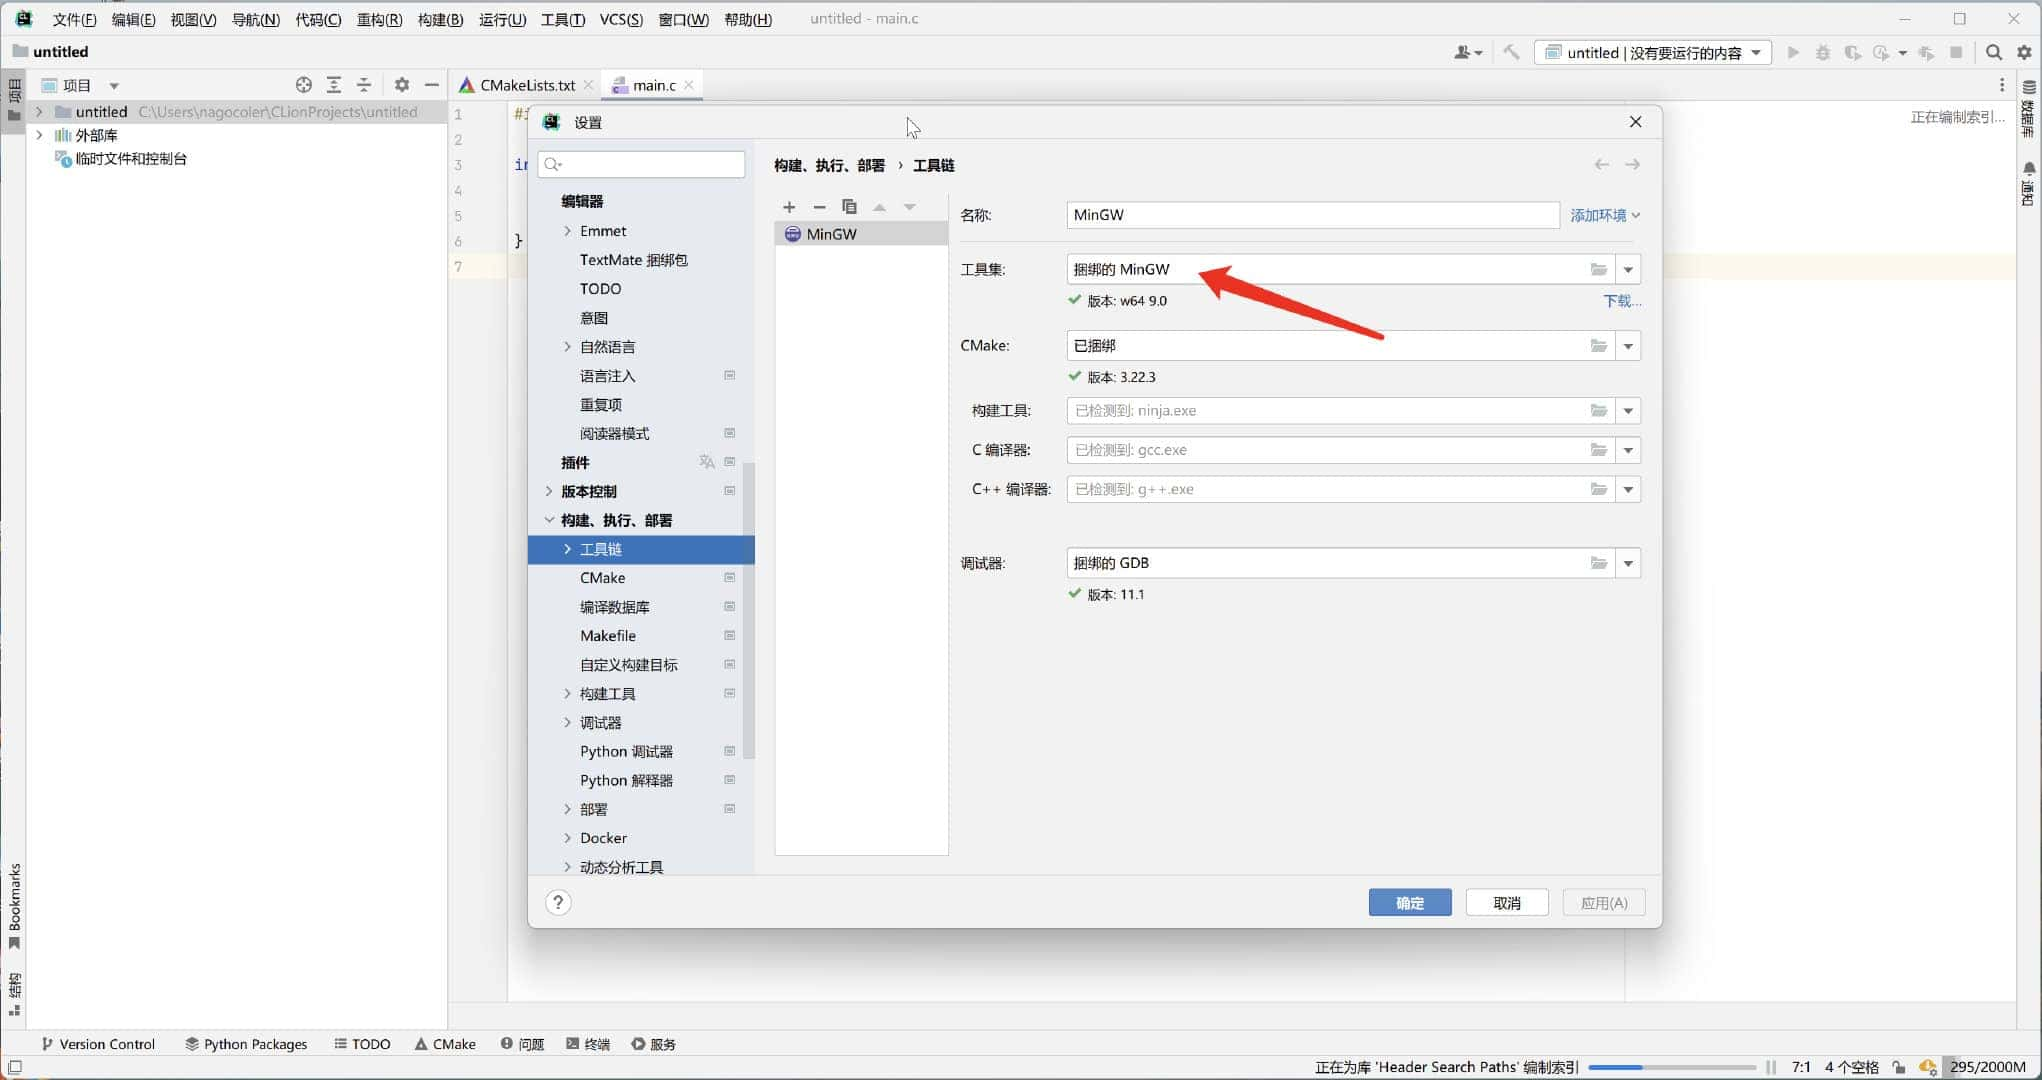 文件(F) 编辑(E) 视图(V) 导航(N) 代码(C) 重构(R) 构建(B) 运行(U) 工具(T) VCS(S) 窗口(W) 帮助(H) untitled - main.c
untitled
untitled | 没有要运行的内容
项目
项目
CMakeLists.txt
main.c
untitled C:\Users\nagocoler\CLionProjects\untitled
外部库
临时文件和控制台
1
2
3
4
5
6 }
7
正在编制索引...
数据库
通知
设置
编辑器
Emmet
TextMate 捆绑包
TODO
意图
自然语言
语言注入
重复项
阅读器模式
插件
版本控制
构建、执行、部署
工具链
CMake
编译数据库
Makefile
自定义构建目标
构建工具
调试器
Python 调试器
Python 解释器
部署
Docker
动态分析工具
构建、执行、部署 › 工具链
MinGW
名称: MinGW 添加环境
工具集: 捆绑的 MinGW
版本: w64 9.0 下载...
CMake: 已捆绑
版本: 3.22.3
构建工具: 已检测到: ninja.exe
C 编译器: 已检测到: gcc.exe
C++ 编译器: 已检测到: g++.exe
调试器: 捆绑的 GDB
版本: 11.1
?
确定 取消 应用(A)
Bookmarks
结构
Version Control Python Packages TODO CMake 问题 终端 服务
正在为库 'Header Search Paths' 编制索引 7:1 4 个空格 295/2000M